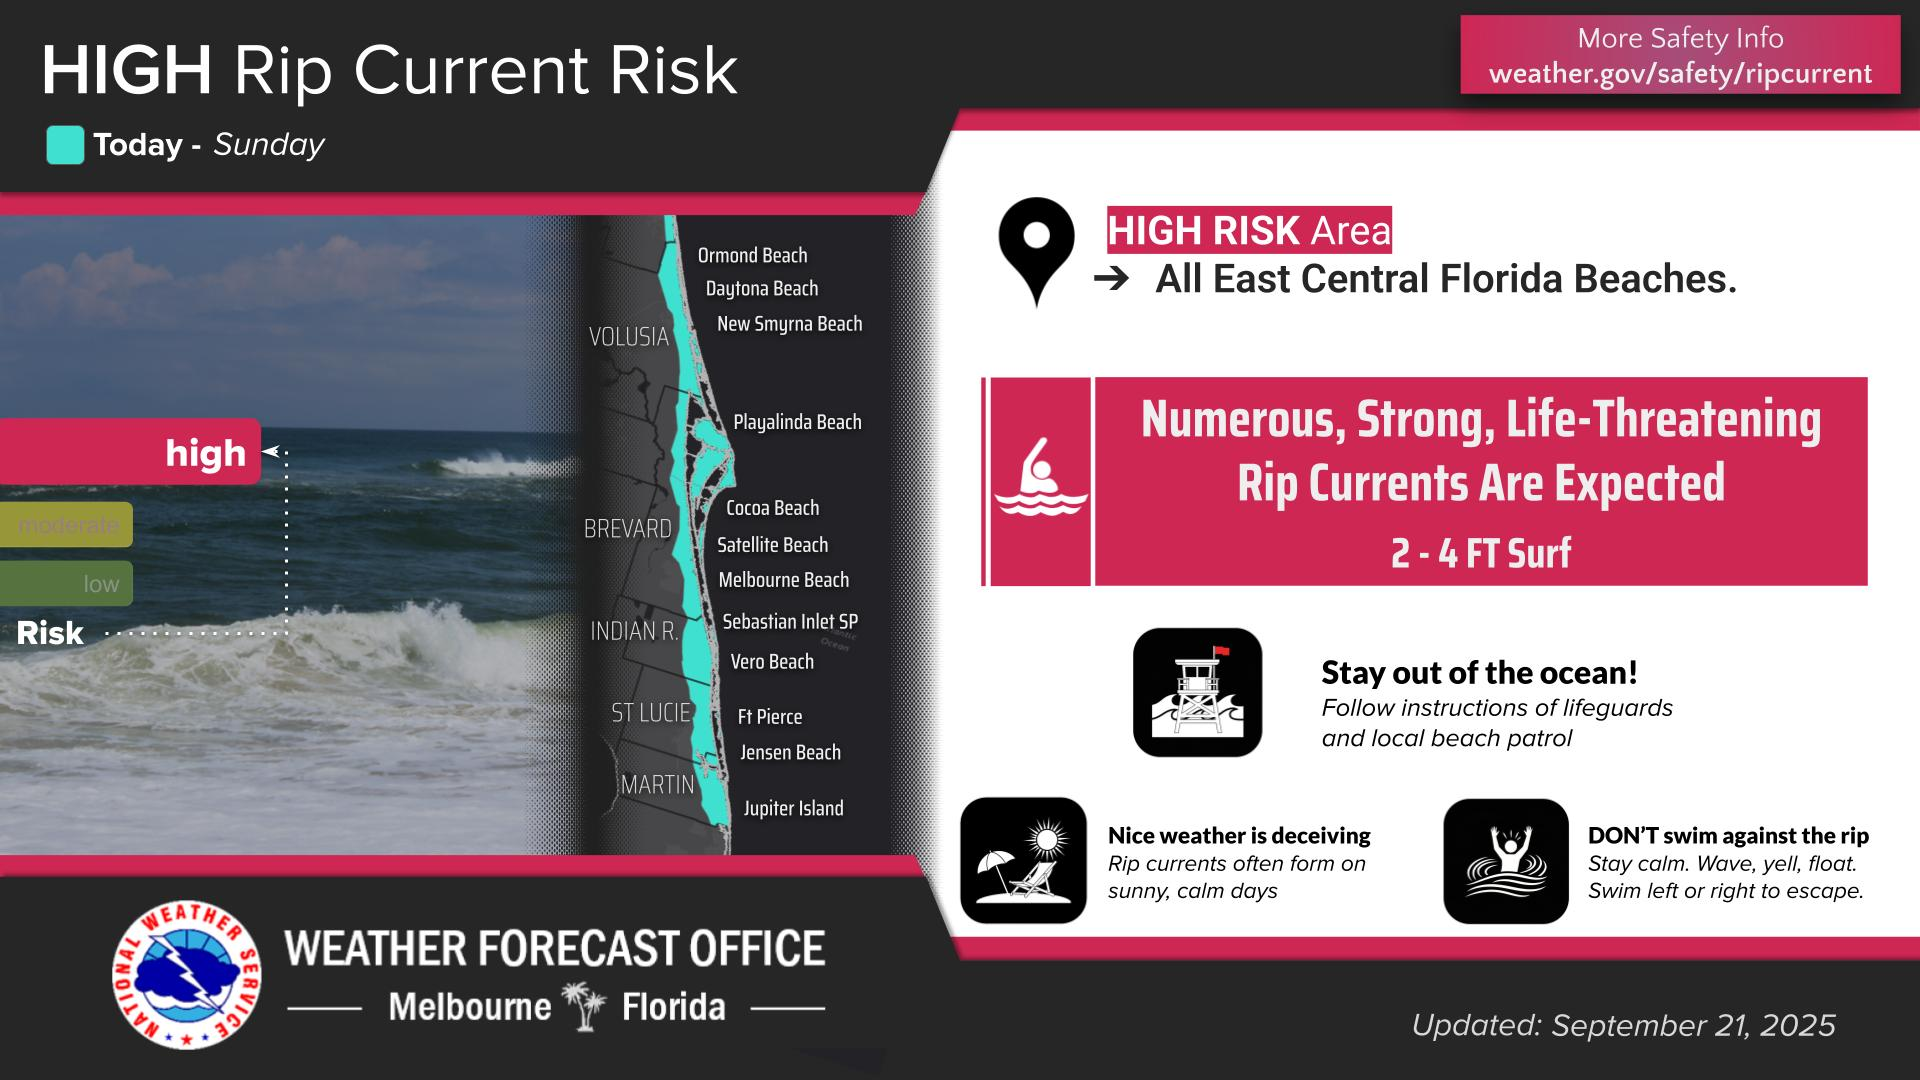 HIGH Rip Current Risk
Today - Sunday
More Safety Info
weather.gov/safety/ripcurrent
high
moderate
low
Risk
Ormond Beach
Daytona Beach
New Smyrna Beach
VOLUSIA
Playalinda Beach
Cocoa Beach
BREVARD
Satellite Beach
Melbourne Beach
Sebastian Inlet SP
INDIAN R.
Ocean
Vero Beach
ST LUCIE
Ft Pierce
Jensen Beach
MARTIN
Jupiter Island
HIGH RISK Area
➔ All East Central Florida Beaches.
Numerous, Strong, Life-Threatening
Rip Currents Are Expected
2 - 4 FT Surf
Stay out of the ocean!
Follow instructions of lifeguards
and local beach patrol
Nice weather is deceiving
Rip currents often form on
sunny, calm days
DON'T swim against the rip
Stay calm. Wave, yell, float.
Swim left or right to escape.
NATIONAL WEATHER SERVICE
WEATHER FORECAST OFFICE
Melbourne Florida
Updated: September 21, 2025